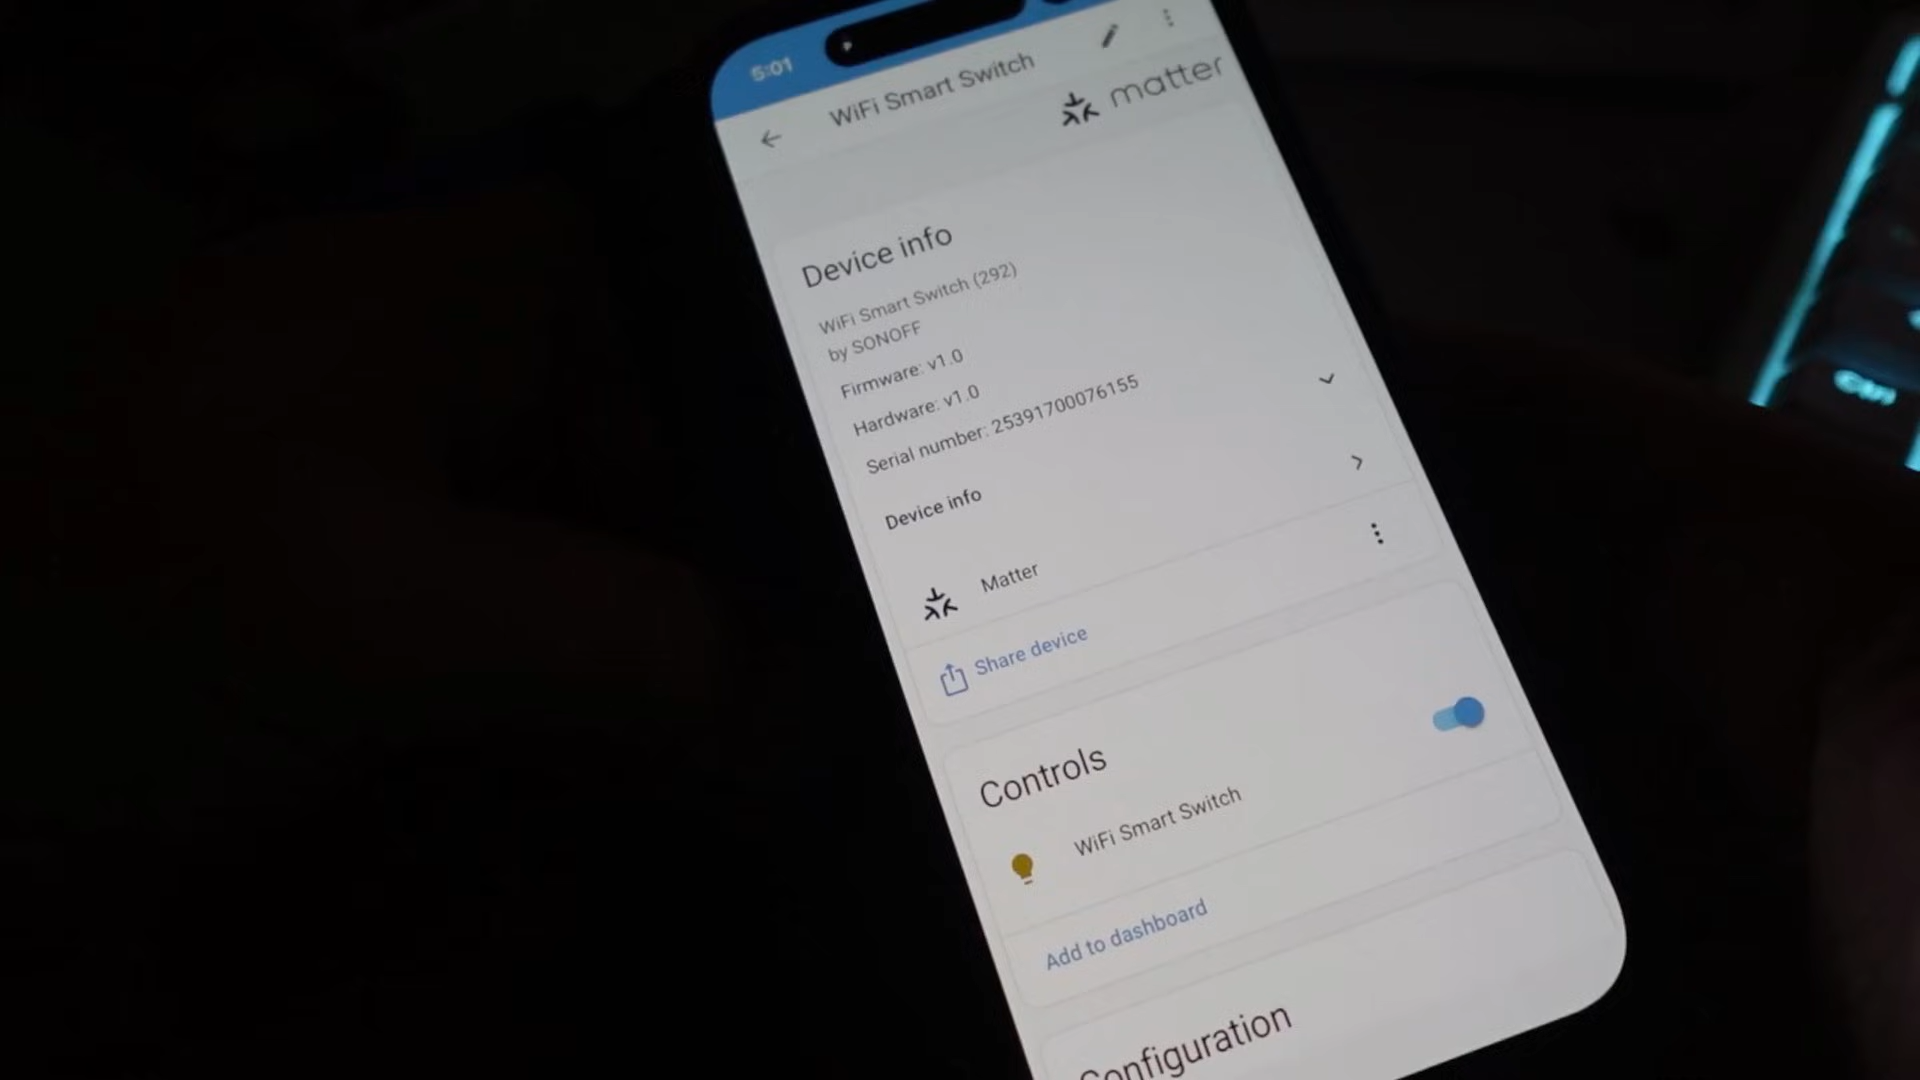 5:01
WiFi Smart Switch
matter
Device info
WiFi Smart Switch (292)
by SONOFF
Firmware: v1.0
Hardware: v1.0
Serial number: 25391700076155
Device info
Matter
Share device
Controls
WiFi Smart Switch
Add to dashboard
Configuration
Ctrl